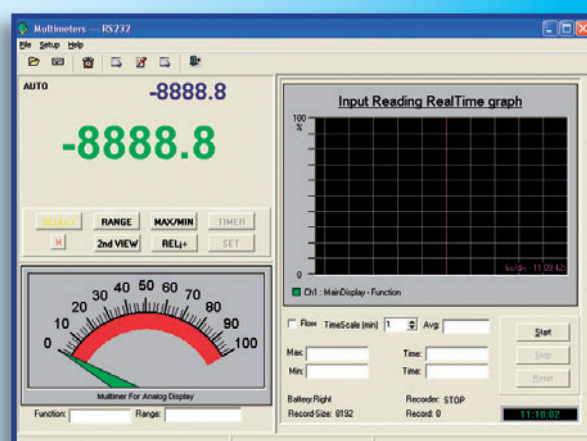 Multimeters --- RS232
File Setup Help
AUTO
-8888.8
-8888.8
SELECT RANGE MAX/MIN TIMER
H 2nd VIEW REL¡+ SET
0 10 20 30 40 50 60 70 80 90 100
Multimer For Analog Display
Function: Range:
Input Reading RealTime graph
100
%
0
6s/div - 11:09:42
Ch1 : MainDisplay - Function
Flow TimeScale (min) 1 Avg:
Max: Time:
Min: Time:
Start
Stop
Reset
Battery:Right Recorder: STOP
Record-Size: 8192 Record: 0
11:10:02